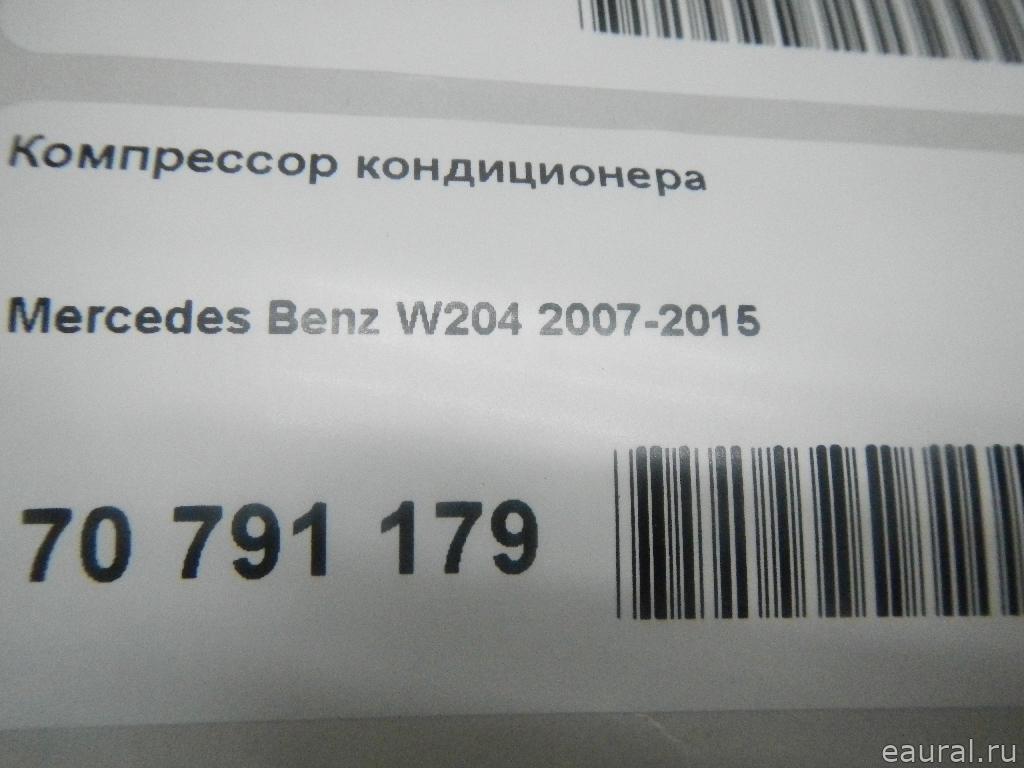 Компрессор кондиционера
Mercedes Benz W204 2007-2015
70 791 179
eaural.ru